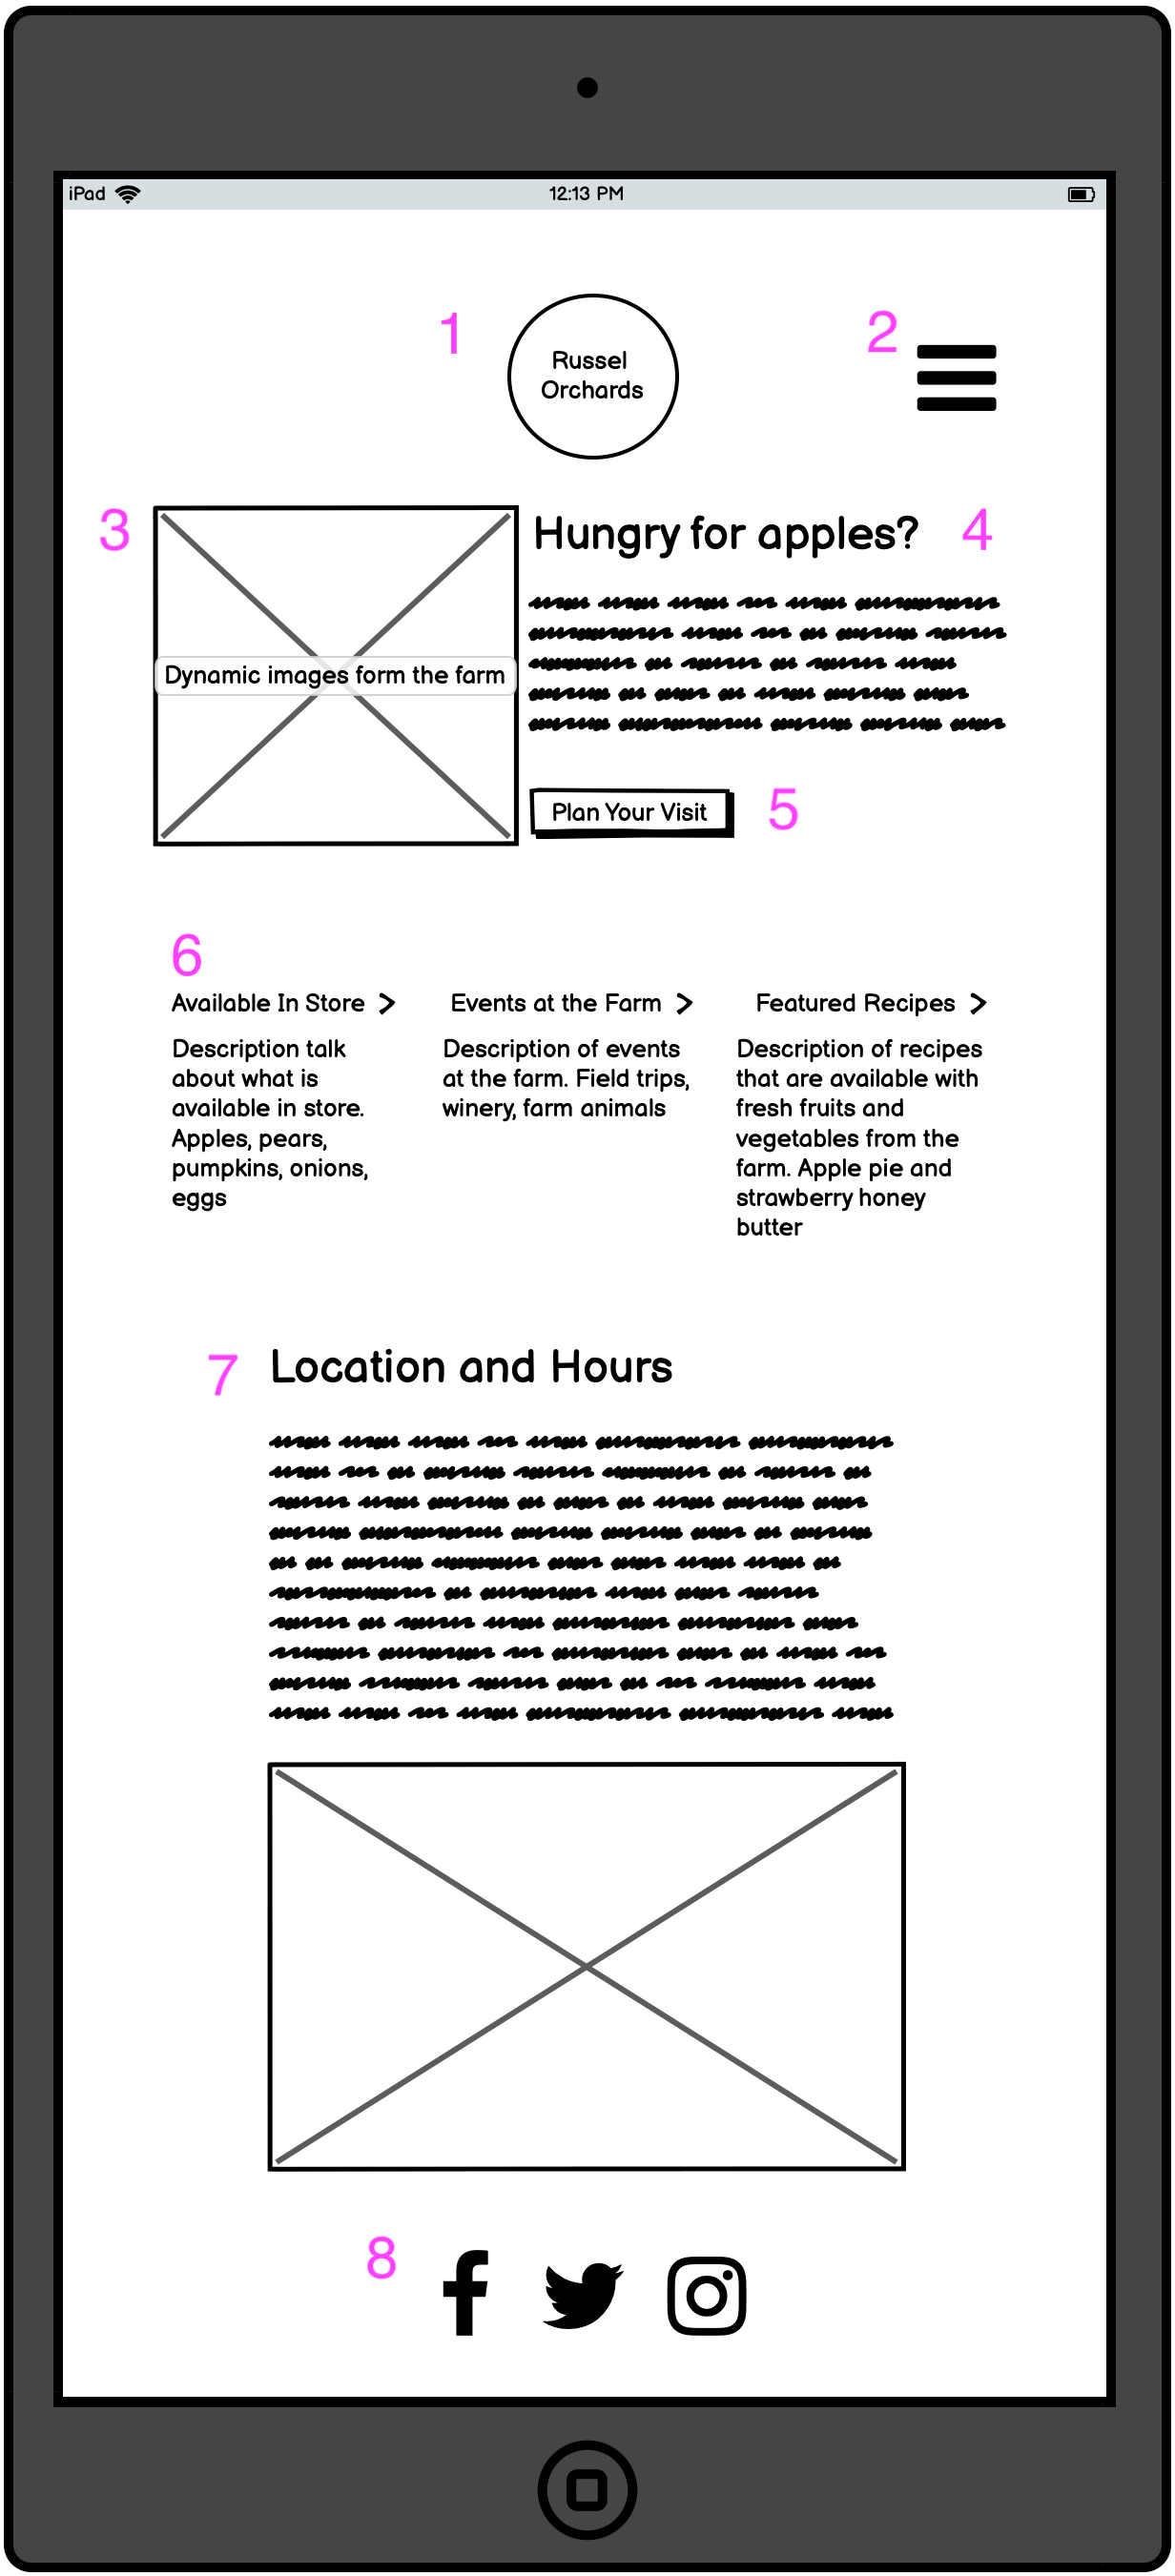 iPad 12:13 PM
1
Russel
Orchards
2
3
Dynamic images form the farm
Hungry for apples? 4
Plan Your Visit 5
6
Available In Store >
Description talk
about what is
available in store.
Apples, pears,
pumpkins, onions,
eggs
Events at the Farm >
Description of events
at the farm. Field trips,
winery, farm animals
Featured Recipes >
Description of recipes
that are available with
fresh fruits and
vegetables from the
farm. Apple pie and
strawberry honey
butter
7 Location and Hours
8